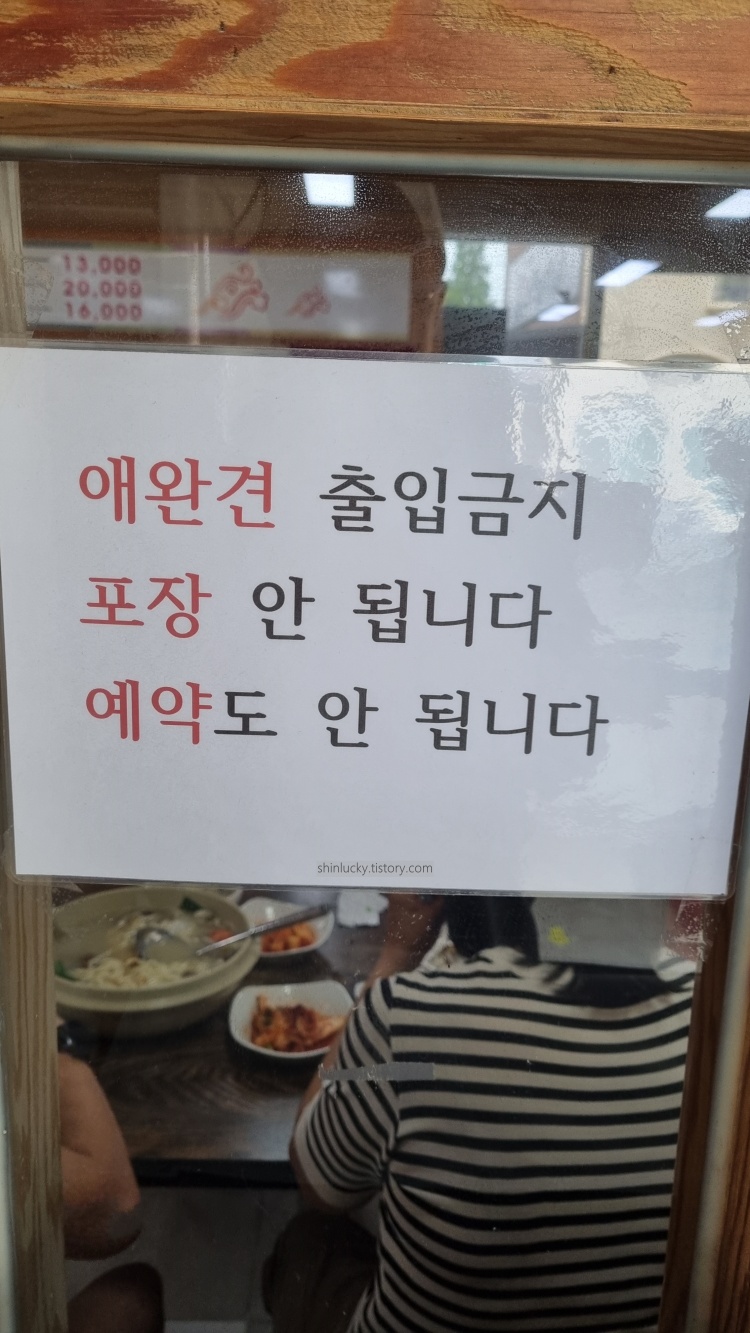 13,000
20,000
16,000
애완견 출입금지
포장 안 됩니다
예약도 안 됩니다
shinlucky.tistory.com